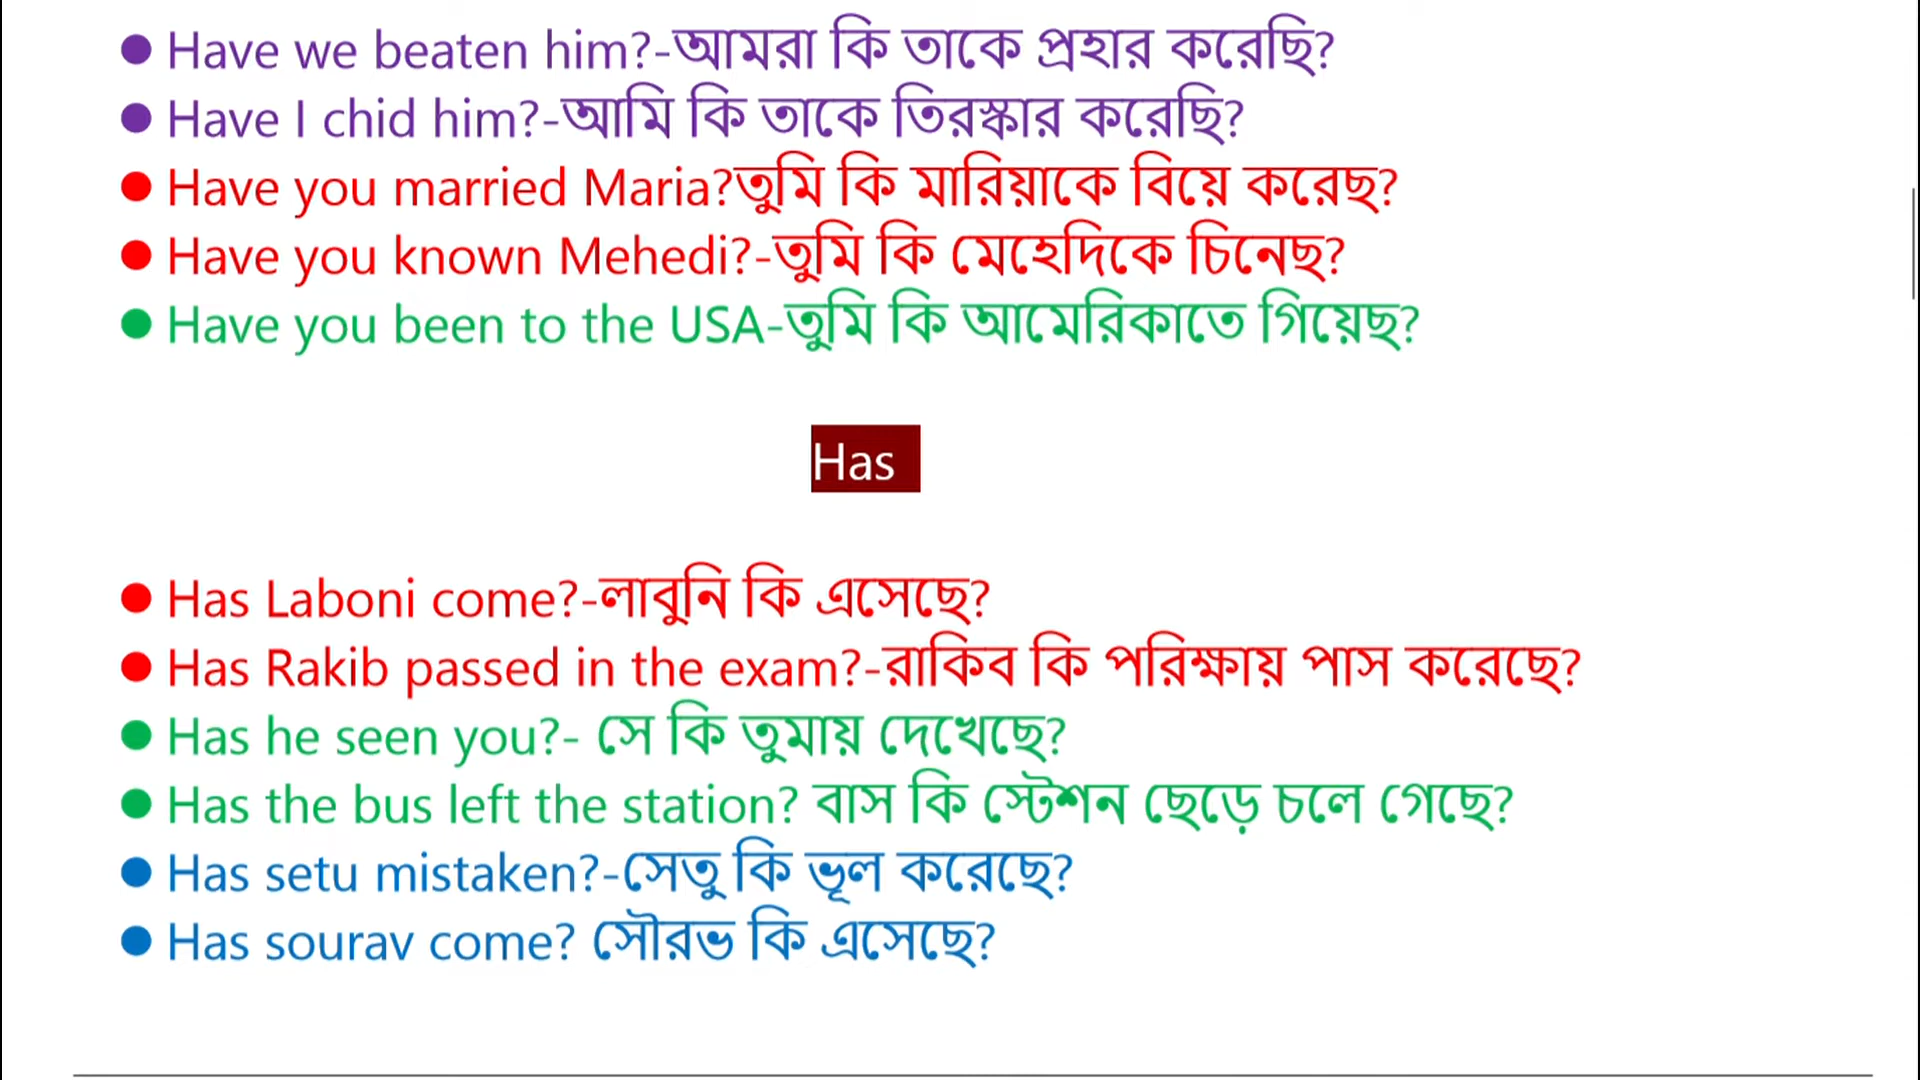 ● Have we beaten him?-আমরা কি তাকে প্রহার করেছি?
● Have I chid him?-আমি কি তাকে তিরস্কার করেছি?
● Have you married Maria?তুমি কি মারিয়াকে বিয়ে করেছ?
● Have you known Mehedi?-তুমি কি মেহেদিকে চিনেছ?
● Have you been to the USA-তুমি কি আমেরিকাতে গিয়েছ?
Has
● Has Laboni come?-লাবুনি কি এসেছে?
● Has Rakib passed in the exam?-রাকিব কি পরিক্ষায় পাস করেছে?
● Has he seen you?- সে কি তুমায় দেখেছে?
● Has the bus left the station? বাস কি স্টেশন ছেড়ে চলে গেছে?
● Has setu mistaken?-সেতু কি ভূল করেছে?
● Has sourav come? সৌরভ কি এসেছে?